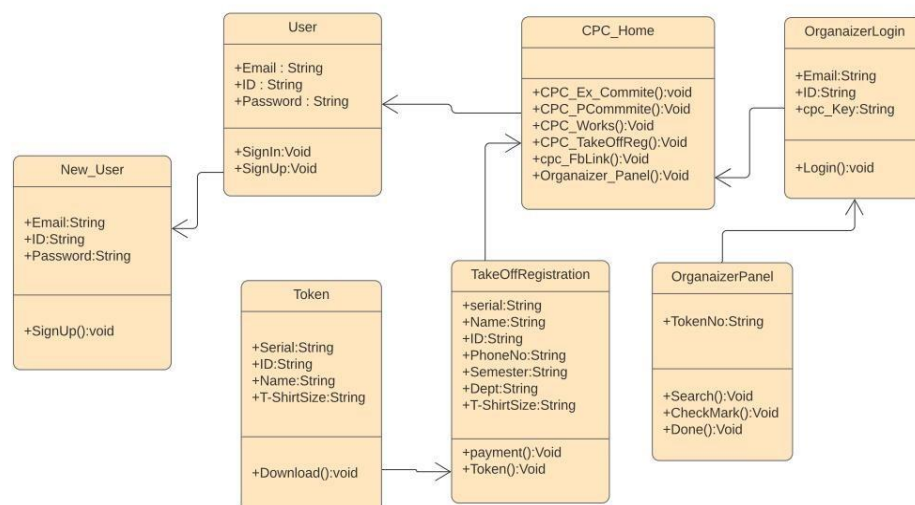 User
+Email : String
+ID : String
+Password : String
+SignIn:Void
+SignUp:Void
CPC_Home
+CPC_Ex_Commite():void
+CPC_PCommmite():Void
+CPC_Works():Void
+CPC_TakeOffReg():Void
+cpc_FbLink():Void
+Organaizer_Panel():Void
OrganaizerLogin
+Email:String
+ID:String
+cpc_Key:String
+Login():void
New_User
+Email:String
+ID:String
+Password:String
+SignUp():void
Token
+Serial:String
+ID:String
+Name:String
+T-ShirtSize:String
+Download():void
TakeOffRegistration
+serial:String
+Name:String
+ID:String
+PhoneNo:String
+Semester:String
+Dept:String
+T-ShirtSize:String
+payment():Void
+Token():Void
OrganaizerPanel
+TokenNo:String
+Search():Void
+CheckMark():Void
+Done():Void